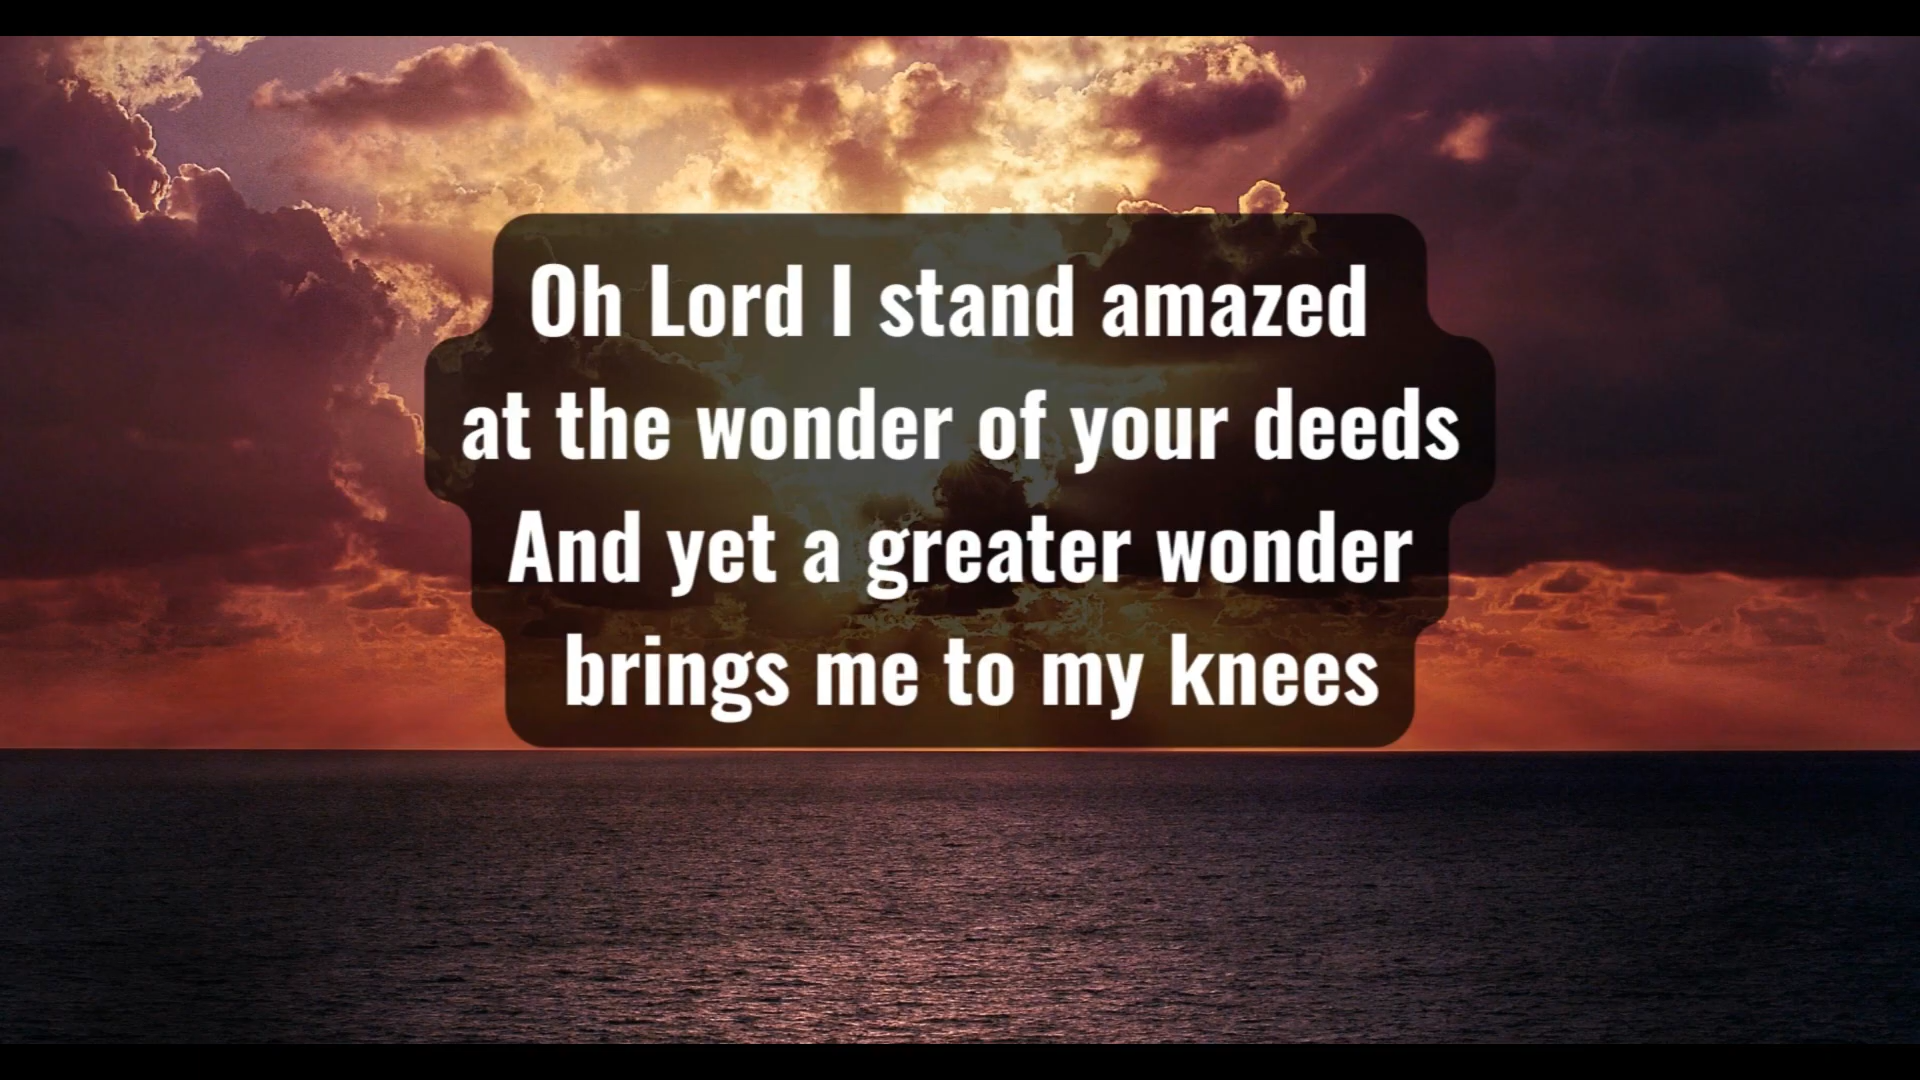 Oh Lord I stand amazed
at the wonder of your deeds
And yet a greater wonder
brings me to my knees